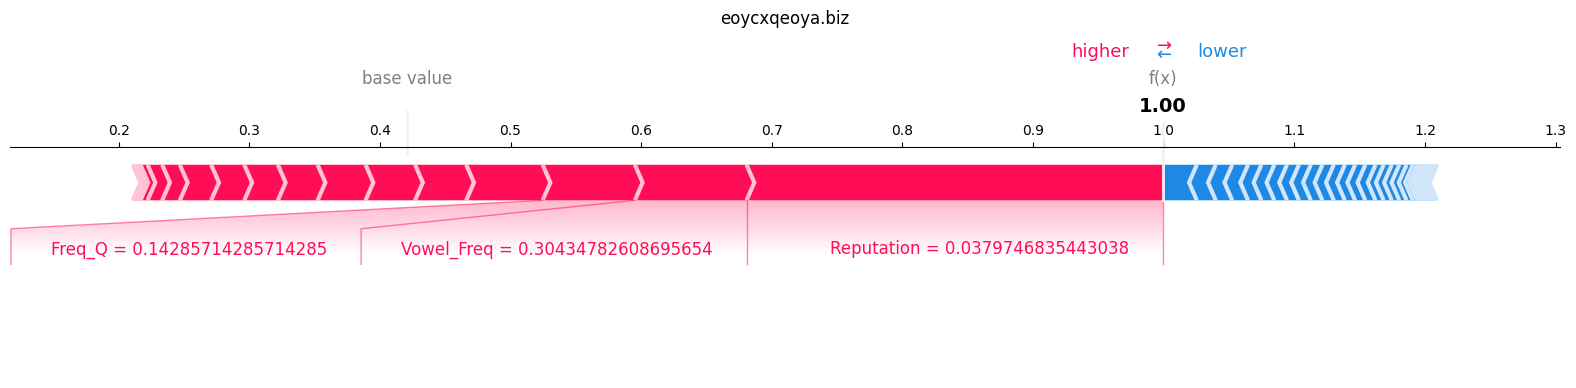 eoycxqeoya.biz
higher → ← lower
base value f(x)
1.00
0.2 0.3 0.4 0.5 0.6 0.7 0.8 0.9 1.0 1.1 1.2 1.3
Freq_Q = 0.14285714285714285 Vowel_Freq = 0.30434782608695654 Reputation = 0.0379746835443038